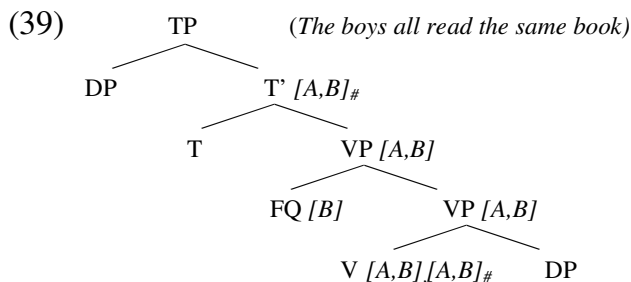 (39) TP (The boys all read the same book)
DP T' [A,B]#
T VP [A,B]
FQ [B] VP [A,B]
V [A,B],[A,B]# DP